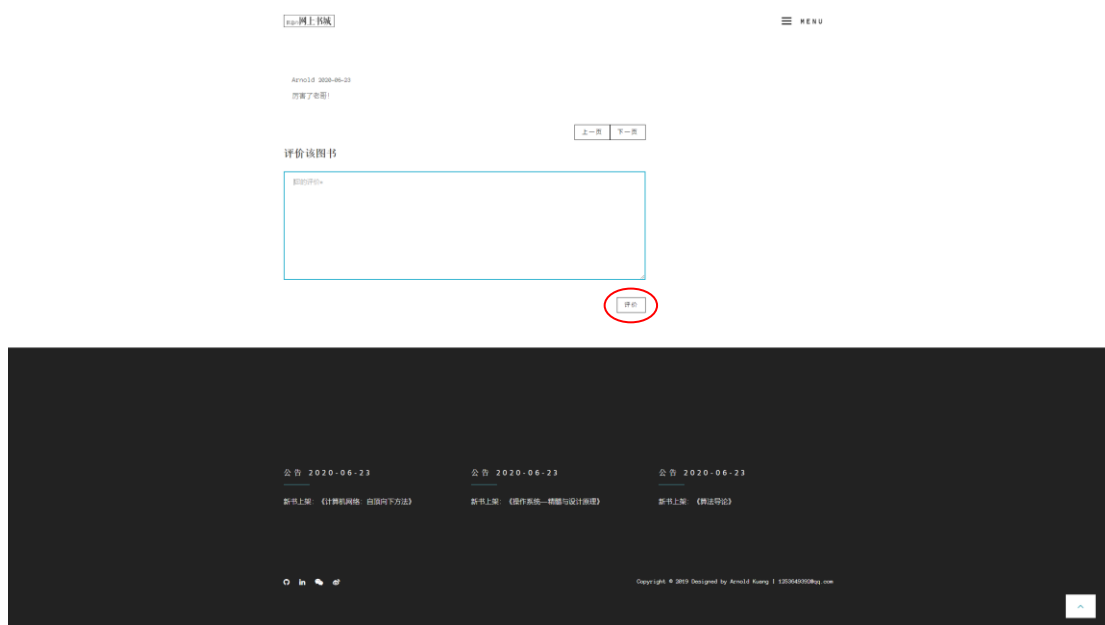 网上书城
MENU
Arnold 2020-06-23
厉害了老哥！
上一页 下一页
评价该图书
评价
公告 2020-06-23
公告 2020-06-23
公告 2020-06-23
新书上架：《计算机网络：自顶向下方法》
新书上架：《操作系统—精髓与设计原理》
新书上架：《算法导论》
Copyright © 2019 Designed by Arnold Kuang |